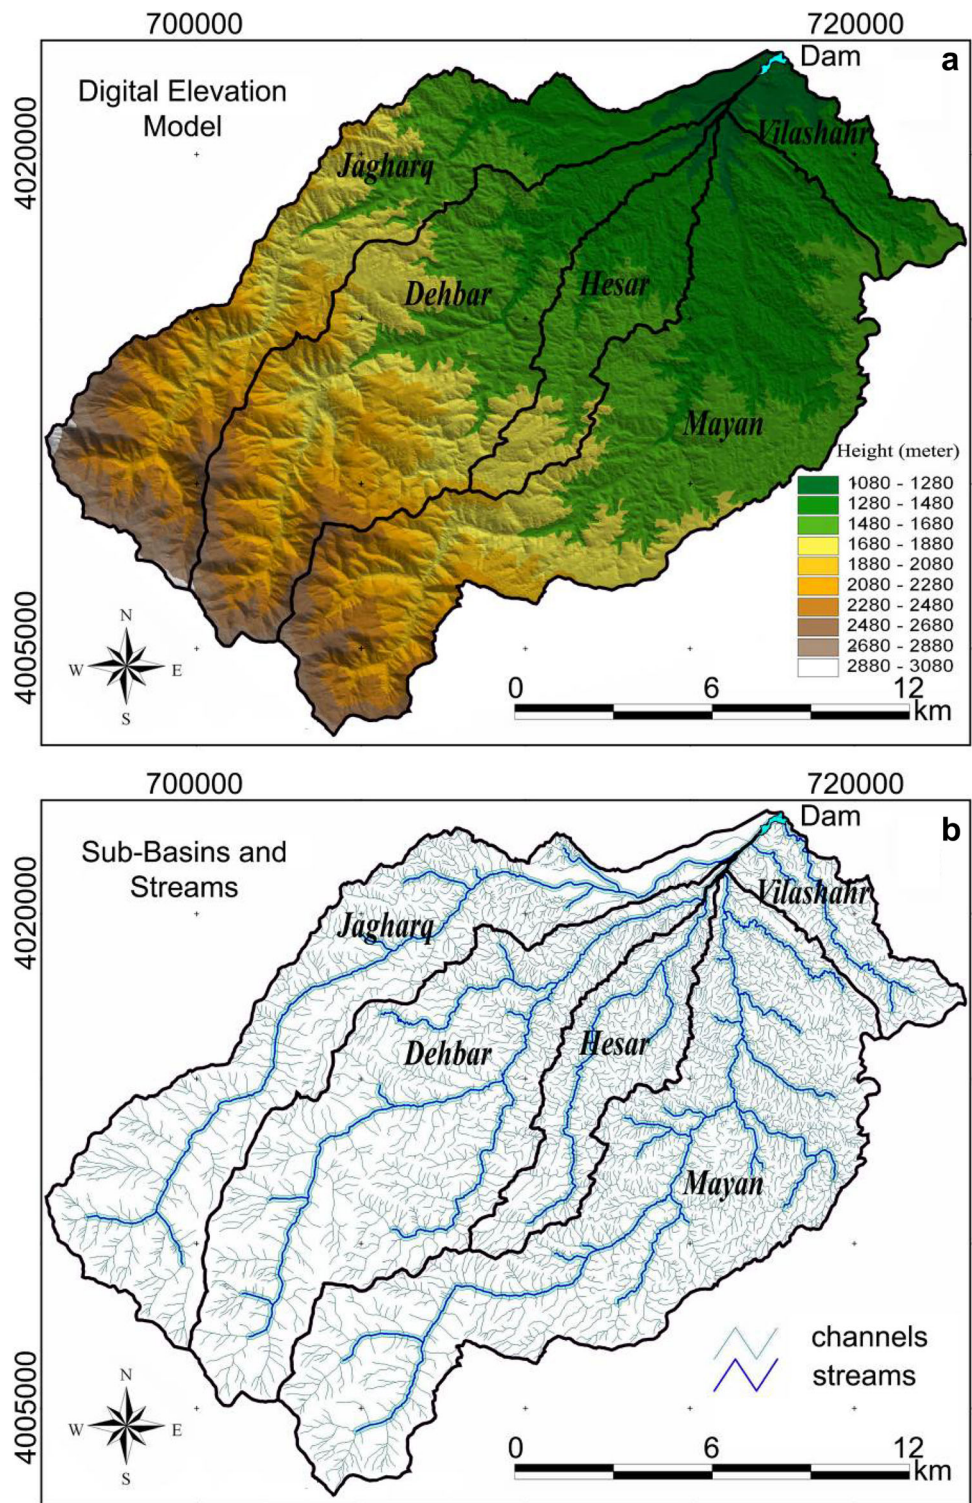 700000
720000
a
Dam
Digital Elevation
Model
Vilashahr
4020000
Jagharq
Dehbar
Hesar
Mayan
Height (meter)
1080 - 1280
1280 - 1480
1480 - 1680
1680 - 1880
1880 - 2080
2080 - 2280
2280 - 2480
2480 - 2680
2680 - 2880
2880 - 3080
4005000
N
W E
S
0 6 12
km
700000
720000
Dam
b
Sub-Basins and
Streams
Vilashahr
4020000
Jagharq
Dehbar
Hesar
Mayan
channels
streams
4005000
N
W E
S
0 6 12
km